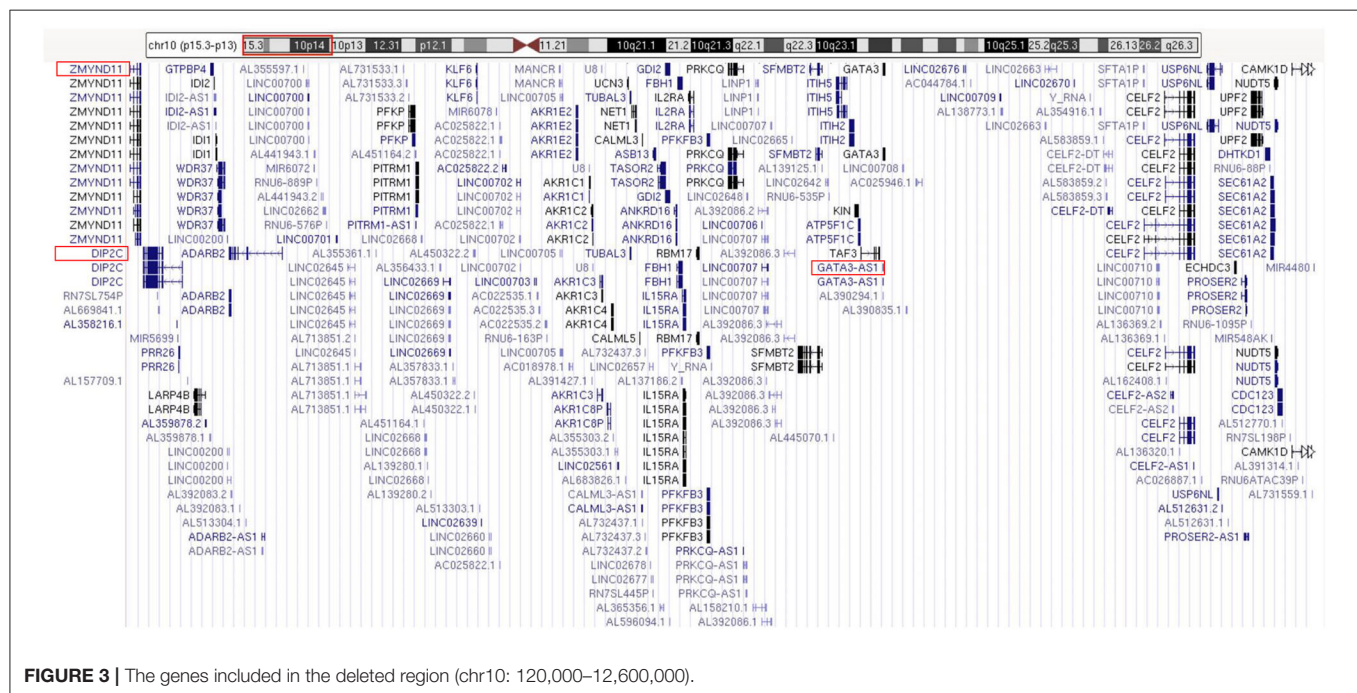 chr10 (p15.3-p13) 15.3 10p14 10p13 12.31 p12.1 11.21 10q21.1 21.2 10q21.3 q22.1 q22.3 10q23.1 10q25.1 25.2 q25.3 26.13 26.2 q26.3
ZMYND11 GTPBP4 AL355597.1 AL731533.1 KLF6 MANCR U8 GDI2 PRKCQ SFMBT2 GATA3 LINC02676 LINC02663 SFTA1P USP6NL CAMK1D
ZMYND11 IDI2 LINC00700 AL731533.3 KLF6 MANCR UCN3 FBH1 LINP1 ITIH5 AC044784.1 LINC02670 SFTA1P CELF2 NUDT5
ZMYND11 IDI2-AS1 LINC00700 AL731533.2 KLF6 LINC00705 TUBAL3 IL2RA LINP1 ITIH5 LINC00709 Y_RNA CELF2 UPF2
ZMYND11 IDI2-AS1 LINC00700 PFKP MIR6078 AKR1E2 NET1 IL2RA LINP1 ITIH5 AL138773.1 AL354916.1 CELF2 UPF2
ZMYND11 IDI2-AS1 LINC00700 PFKP AC025822.1 AKR1E2 NET1 IL2RA LINC00707 ITIH2 LINC02663 SFTA1P USP6NL NUDT5
ZMYND11 IDI1 LINC00700 PFKP AC025822.1 AKR1E2 CALML3 PFKFB3 LINC02665 ITIH2 AL583859.1 CELF2 UPF2
ZMYND11 IDI1 AL441943.1 AL451164.2 AC025822.1 AKR1E2 ASB13 PRKCQ SFMBT2 GATA3 CELF2-DT CELF2 DHTKD1
ZMYND11 WDR37 MIR6072 PITRM1 AC025822.2 U8 TASOR2 PRKCQ AL139125.1 LINC00708 CELF2-DT CELF2 RNU6-88P
ZMYND11 WDR37 RNU6-889P PITRM1 LINC00702 AKR1C1 TASOR2 PRKCQ LINC02642 AC025946.1 AL583859.2 CELF2 SEC61A2
ZMYND11 WDR37 AL441943.2 PITRM1 LINC00702 AKR1C1 GDI2 LINC02648 RNU6-535P AL583859.3 CELF2 SEC61A2
ZMYND11 WDR37 LINC02662 PITRM1 LINC00702 AKR1C2 ANKRD16 AL392086.2 KIN CELF2-DT CELF2 SEC61A2
ZMYND11 WDR37 RNU6-576P PITRM1-AS1 AC025822.1 AKR1C2 ANKRD16 LINC00706 ATP5F1C CELF2 SEC61A2
ZMYND11 LINC00200 LINC00701 LINC02668 LINC00702 AKR1C2 ANKRD16 LINC00707 ATP5F1C CELF2 SEC61A2
DIP2C ADARB2 AL355361.1 AL450322.2 LINC00705 TUBAL3 RBM17 AL392086.3 TAF3 CELF2 SEC61A2
DIP2C LINC02645 AL356433.1 LINC00702 U8 FBH1 LINC00707 GATA3-AS1 LINC00710 ECHDC3 MIR4480
DIP2C LINC02645 LINC02669 LINC00703 AKR1C3 FBH1 LINC00707 GATA3-AS1 LINC00710 PROSER2
RN7SL754P ADARB2 LINC02645 LINC02669 AC022535.1 AKR1C3 IL15RA LINC00707 AL390294.1 LINC00710 PROSER2
AL669841.1 ADARB2 LINC02645 LINC02669 AC022535.3 AKR1C4 IL15RA LINC00707 AL390835.1 LINC00710 PROSER2
AL358216.1 LINC02645 LINC02669 AC022535.2 AKR1C4 IL15RA AL392086.3 AL136369.2 RNU6-1095P
MIR5699 AL713851.2 LINC02669 RNU6-163P CALML5 RBM17 AL392086.3 AL136369.1 MIR548AK
PRR26 LINC02645 LINC02669 LINC00705 AL732437.3 PFKFB3 SFMBT2 CELF2 NUDT5
PRR26 AL713851.1 AL357833.1 AC018978.1 LINC02657 Y_RNA SFMBT2 CELF2 NUDT5
AL157709.1 AL713851.1 AL357833.1 AL391427.1 AL137186.2 AL392086.3 AL162408.1 NUDT5
LARP4B AL713851.1 AL450322.2 AKR1C3 IL15RA AL392086.3 CELF2-AS2 CDC123
LARP4B AL713851.1 AL450322.1 AKR1C8P IL15RA AL392086.3 CELF2-AS2 CDC123
AL359878.2 AL451164.1 AKR1C8P IL15RA AL392086.3 CELF2 AL512770.1
AL359878.1 LINC02668 AL355303.2 IL15RA AL445070.1 CELF2 RN7SL198P
LINC00200 LINC02668 AL355303.1 IL15RA AL136320.1 CAMK1D
LINC00200 AL139280.1 LINC02561 IL15RA CELF2-AS1 AL391314.1
LINC00200 AL139280.2 AL683826.1 IL15RA AC026887.1 RNU6ATAC39P
AL392083.2 CALML3-AS1 PFKFB3 USP6NL AL731559.1
AL392083.1 AL513303.1 CALML3-AS1 PFKFB3 AL512631.2
AL513304.1 LINC02639 AL732437.1 PFKFB3 AL512631.1
ADARB2-AS1 LINC02660 AL732437.1 PFKFB3 PROSER2-AS1
ADARB2-AS1 LINC02660 AL732437.2 PRKCQ-AS1
AC025822.1 LINC02678 PRKCQ-AS1
LINC02677 PRKCQ-AS1
RN7SL445P PRKCQ-AS1
AL365356.1 AL158210.1
AL596094.1 AL392086.1
FIGURE 3 | The genes included in the deleted region (chr10: 120,000–12,600,000).